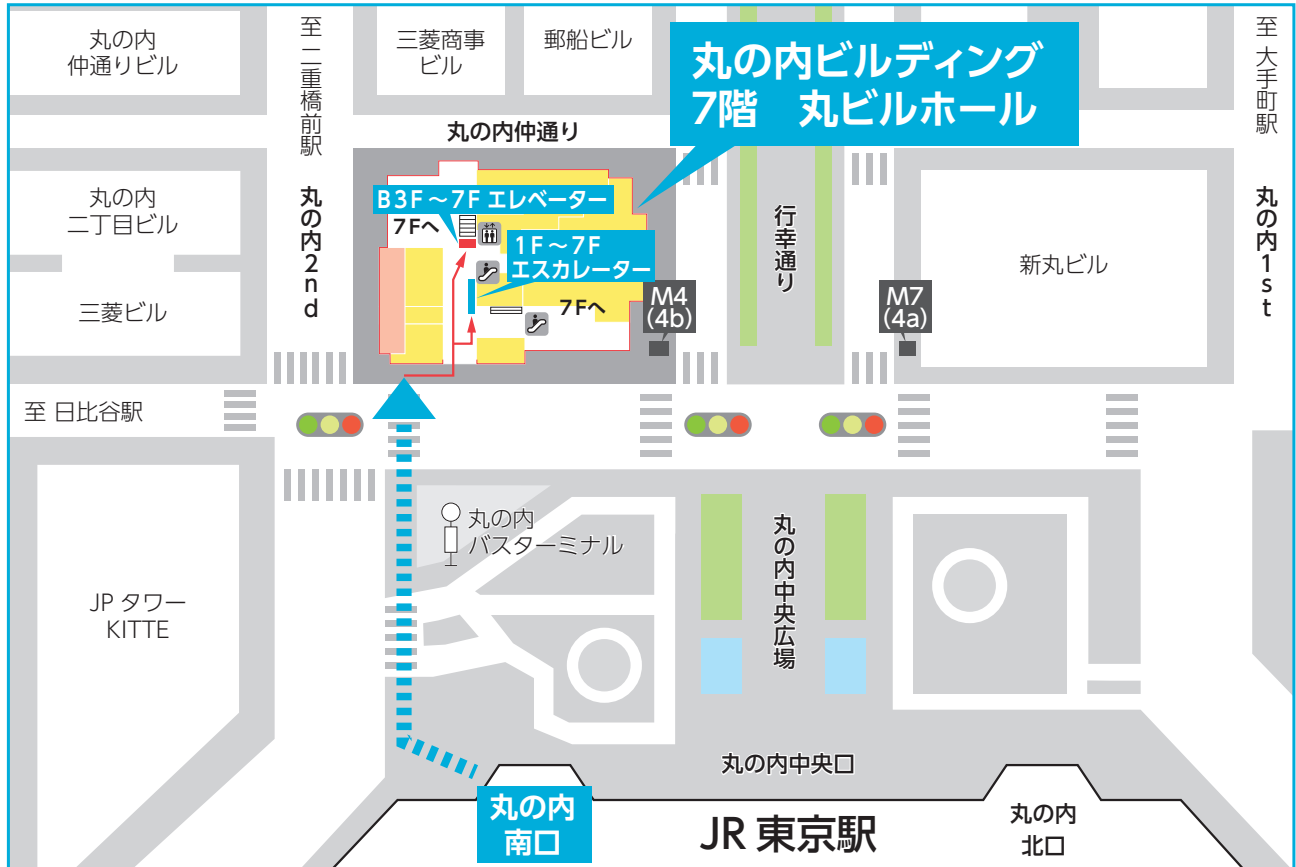 丸の内
仲通りビル
至 二重橋前駅
三菱商事
ビル
郵船ビル
丸の内ビルディング
7階　丸ビルホール
至 大手町駅
丸の内仲通り
丸の内
二丁目ビル
三菱ビル
丸の内2nd
B3F～7F エレベーター
7Fへ
1F～7F
エスカレーター
7Fへ
M4
(4b)
行幸通り
M7
(4a)
新丸ビル
丸の内1st
至 日比谷駅
丸の内
バスターミナル
JP タワー
KITTE
丸の内中央広場
丸の内中央口
丸の内
南口
JR 東京駅
丸の内
北口